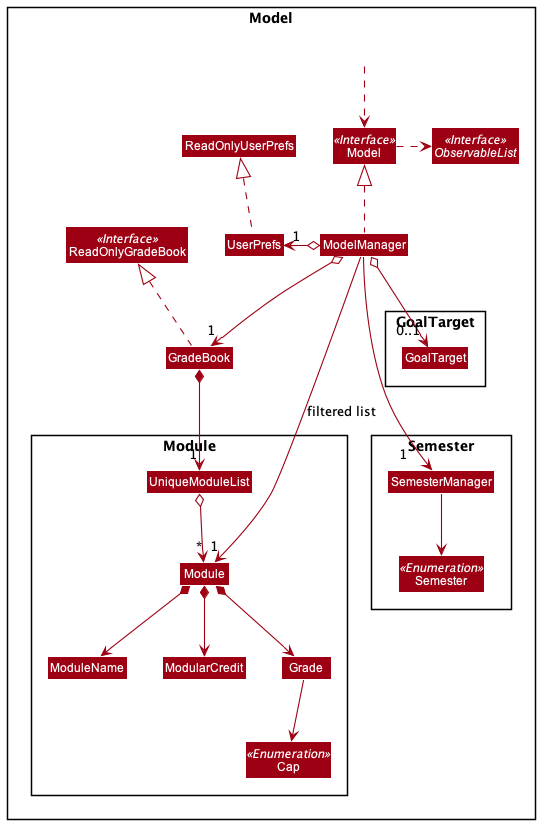 Model
«Interface»
Model
«Interface»
ObservableList
ReadOnlyUserPrefs
UserPrefs
1
ModelManager
«Interface»
ReadOnlyGradeBook
1
GradeBook
GoalTarget
0..1
GoalTarget
filtered list
Module
1
UniqueModuleList
Semester
1
SemesterManager
*
1
Module
«Enumeration»
Semester
ModuleName
ModularCredit
Grade
«Enumeration»
Cap